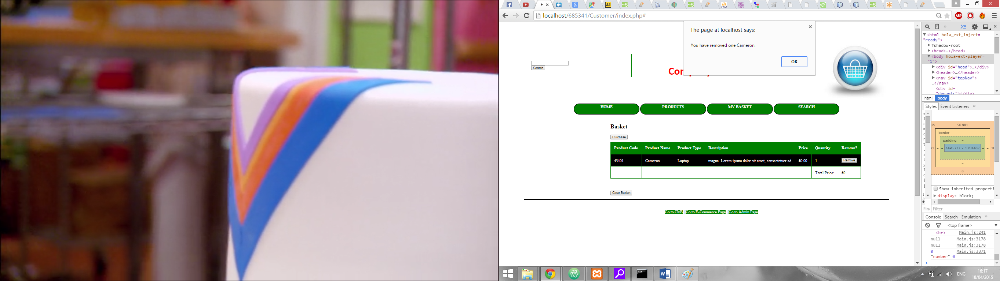 localhost/685341/Customer/index.php#
The page at localhost says:
You have removed one Cameron.
OK
Search
HOME
PRODUCTS
MY BASKET
SEARCH
Basket
Purchase
Product Code Product Name Product Type Description Price Quantity Remove?
43404 Cameron Laptop magna. Lorem ipsum dolor sit amet, consectetuer ad £0.00 1 Remove
Total Price: £0
Clear Basket
Go to CMS | Go to E-Commerce Page | Go to Admin Page
<html hola_ext_inject=
"ready">
#shadow-root
<head>…</head>
<body hola-ext-player=
"1">
<div id="head">…</div>
<header>…</header>
<nav id="topNav">
…</nav>
<div id=
"dynamic"></div>
html body
Styles Event Listeners »
50.981
border –
padding –
1495.777 × 1310.482
8
Show inherited properti
display: block;
Filter
Console Search Emulation »
<top frame>
<br> Main.js:241
null Main.js:3178
null Main.js:3178
0 Main.js:3371
"number" 0
ABP
AA
PMA
ENG
16:17
18/04/2015